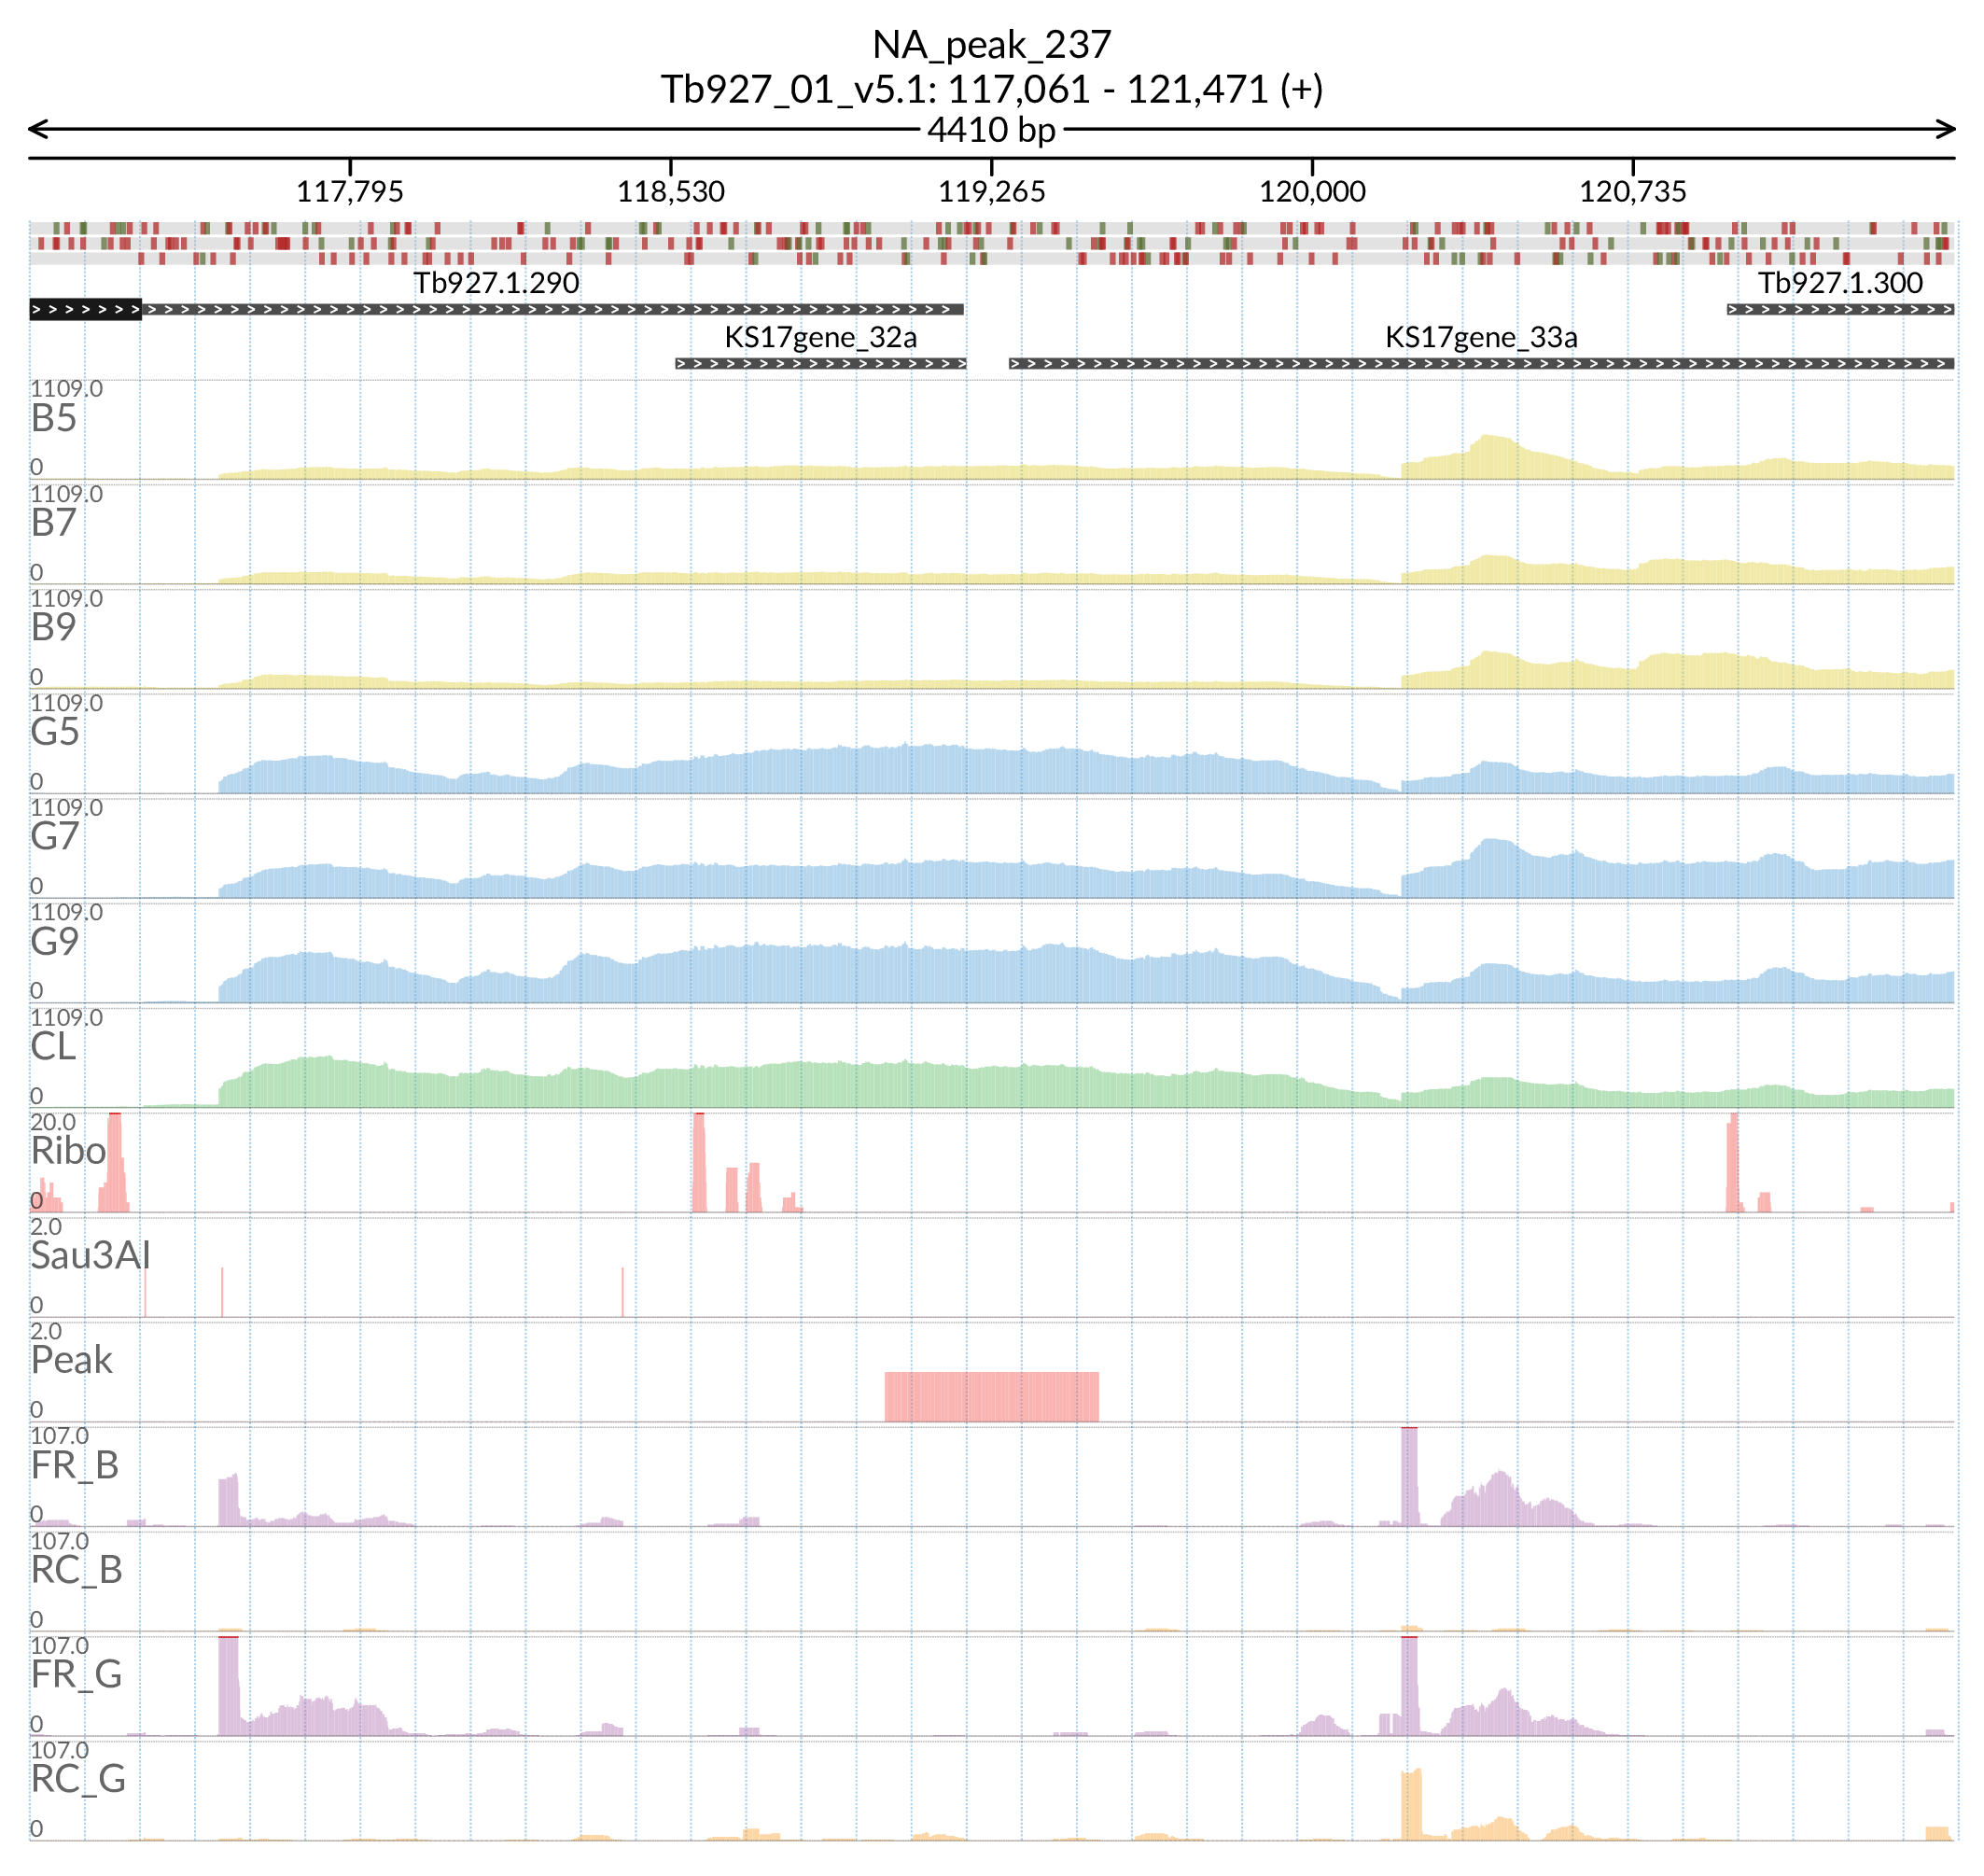 NA_peak_237
Tb927_01_v5.1: 117,061 - 121,471 (+)
4410 bp
117,795 118,530 119,265 120,000 120,735
Tb927.1.290 Tb927.1.300
KS17gene_32a KS17gene_33a
1109.0
B5
0
1109.0
B7
0
1109.0
B9
0
1109.0
G5
0
1109.0
G7
0
1109.0
G9
0
1109.0
CL
0
20.0
Ribo
0
2.0
Sau3AI
0
2.0
Peak
0
107.0
FR_B
0
107.0
RC_B
0
107.0
FR_G
0
107.0
RC_G
0